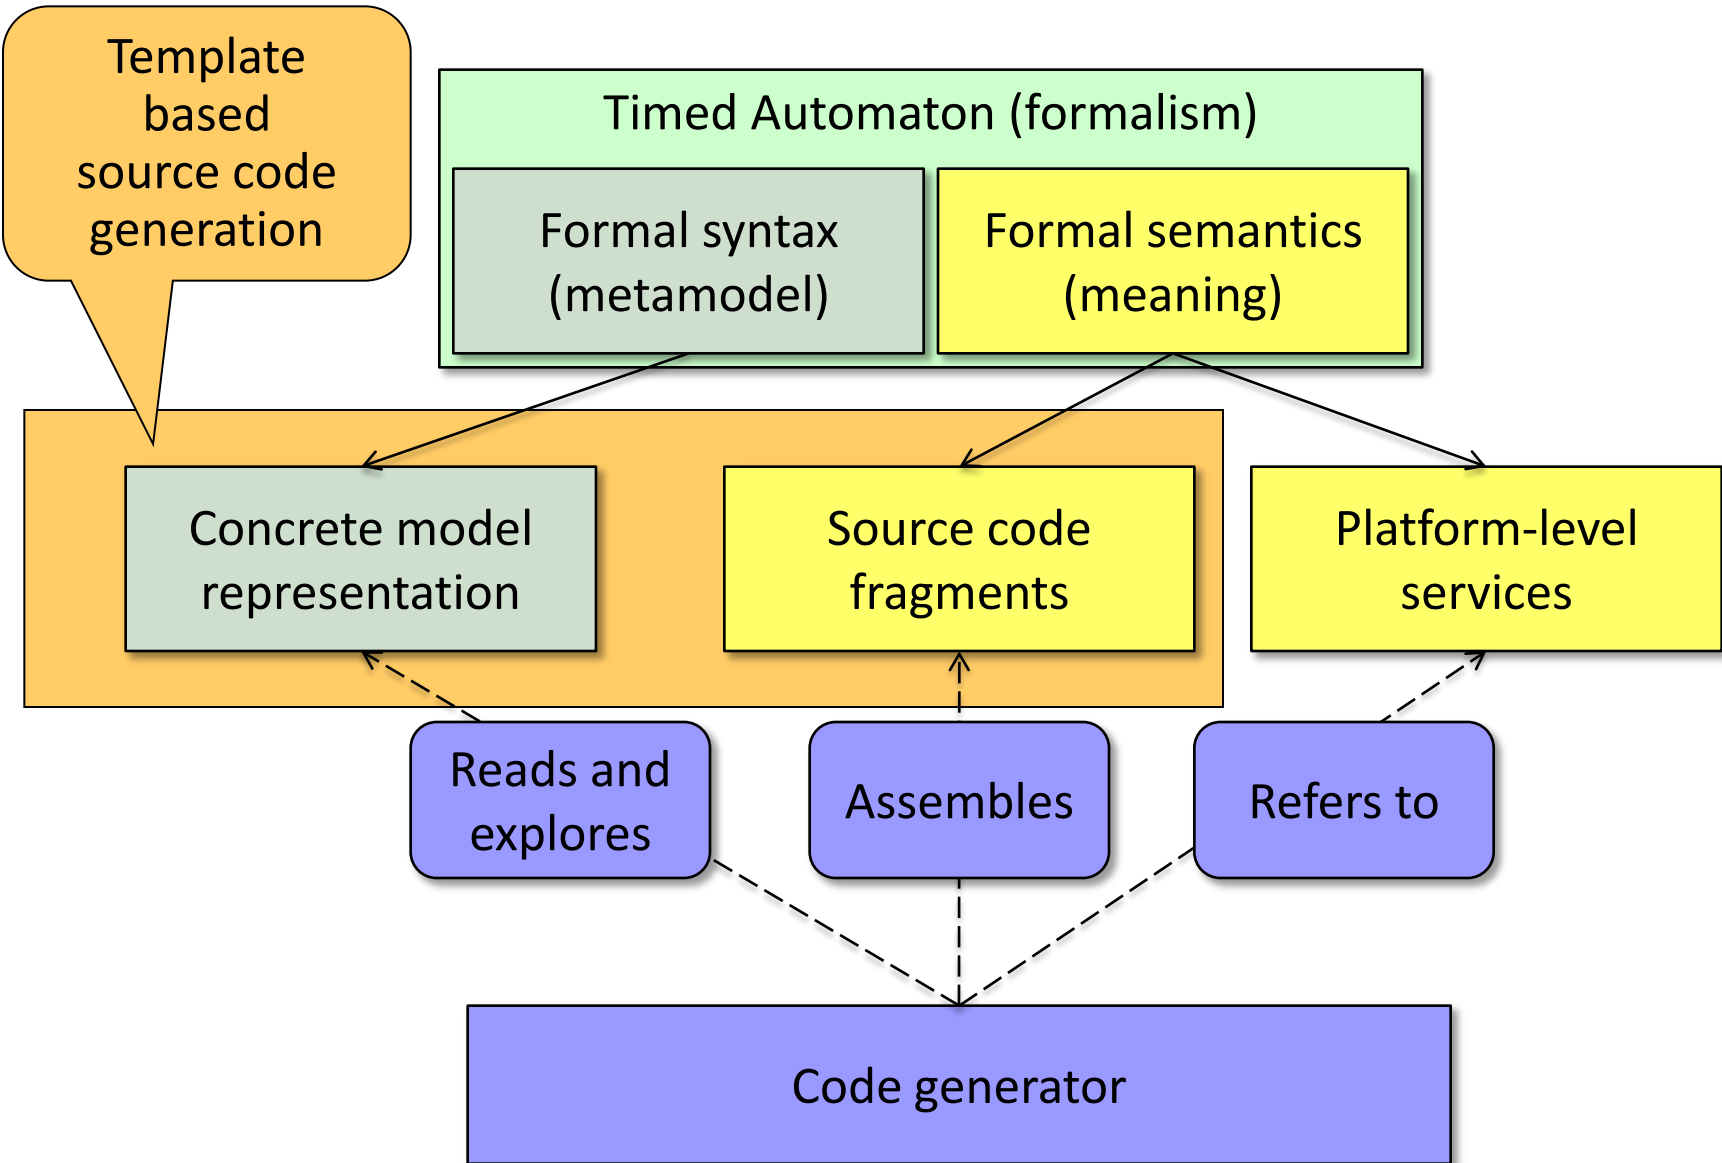 Template
based
source code
generation
Timed Automaton (formalism)
Formal syntax
(metamodel)
Formal semantics
(meaning)
Concrete model
representation
Source code
fragments
Platform-level
services
Reads and
explores
Assembles
Refers to
Code generator